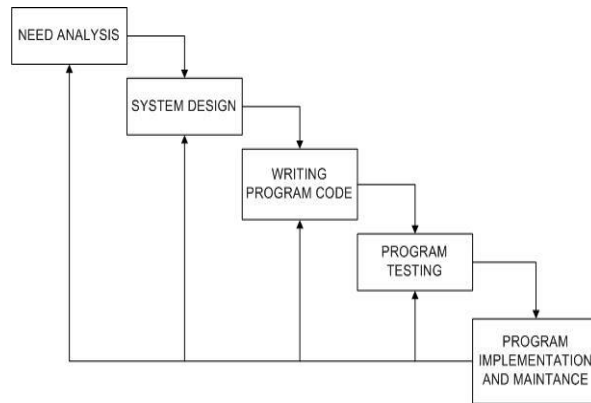 NEED ANALYSIS
SYSTEM DESIGN
WRITING
PROGRAM CODE
PROGRAM
TESTING
PROGRAM
IMPLEMENTATION
AND MAINTANCE